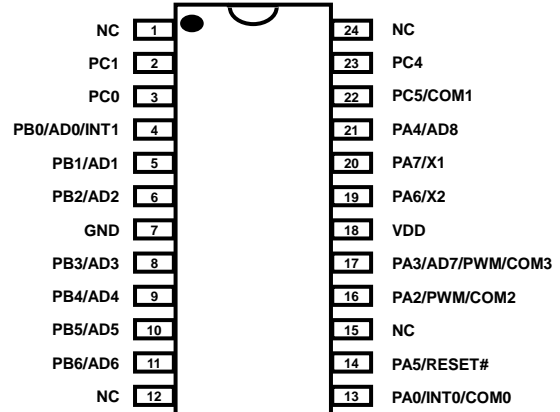 NC 1 24 NC
PC1 2 23 PC4
PC0 3 22 PC5/COM1
PB0/AD0/INT1 4 21 PA4/AD8
PB1/AD1 5 20 PA7/X1
PB2/AD2 6 19 PA6/X2
GND 7 18 VDD
PB3/AD3 8 17 PA3/AD7/PWM/COM3
PB4/AD4 9 16 PA2/PWM/COM2
PB5/AD5 10 15 NC
PB6/AD6 11 14 PA5/RESET#
NC 12 13 PA0/INT0/COM0